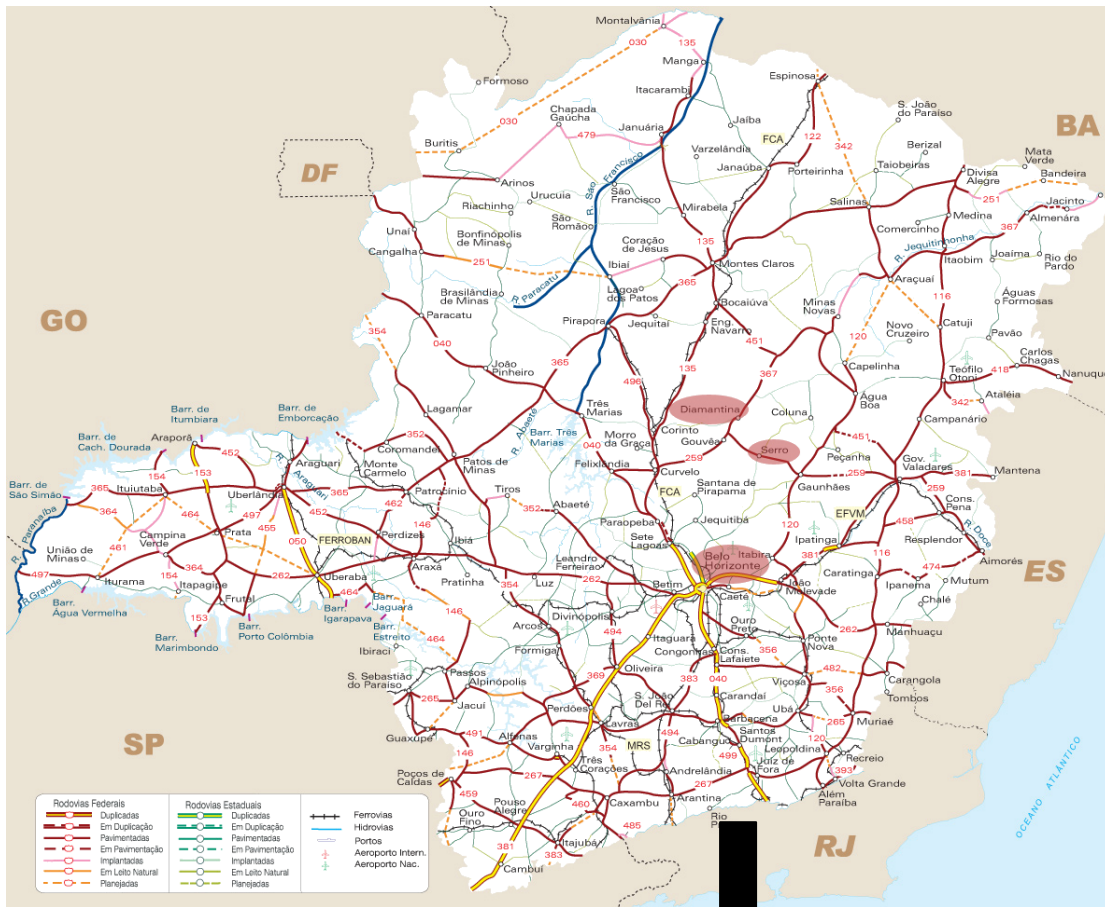 Montalvânia
030
135
Manga
Formoso
Espinosa
Itacarambi
Chapada
Gaúcha
S. João
do Paraíso
BA
030
479
Januária
Jaíba
FCA
122
342
Buritis
Varzelândia
Berizal
Mata
Verde
DF
Janaúba
Porteirinha
Taiobeiras
Divisa
Alegre
Bandeira
Arinos
R. São Francisco
São
Francisco
251
Urucuia
Riachinho
São
Romão
Mirabela
Salinas
Medina
Jacinto
Almenára
Comercinho
367
Unaí
Bonfinópolis
de Minas
Coração
de Jesus
135
R. Jequitinhonha
Cangalha
251
Ibiaí
Montes Claros
Itaobim
Joaíma
Rio do
Pardo
R. Paracatu
Lagoa
dos Patos
365
Araçuaí
Brasilândia
de Minas
116
Bocaiúva
Minas
Novas
Águas
Formosas
GO
Paracatu
Pirapora
Jequitaí
Eng.
Navarro
120
Novo
Cruzeiro
Catuji
Pavão
354
040
451
Carlos
Chagas
João
Pinheiro
365
496
135
367
Capelinha
Teófilo
Otoni
418
Nanuque
Água
Boa
342
Ataléia
Barr. de
Itumbiara
Barr. de
Emborcação
Lagamar
R. Abaeté
Três
Marias
Diamantina
Coluna
Campanário
Barr. de
Cach. Dourada
Araporã
352
Coromandel
Barr. Três
Marias
040
Morro
da Graça
Corinto
Gouvêa
Serro
451
452
153
Araguari
Monte
Carmelo
Patos de
Minas
Felixlândia
259
Curvelo
Peçanha
259
Gov.
Valadares
381
Mantena
Barr. de
São Simão
365
154
Ituiutaba
Uberlândia
R. Araguari
365
Patrocínio
Tiros
FCA
Santana de
Pirapama
Gaunhães
259
Cons.
Pena
R. Paranaíba
364
464
497
455
452
462
352
Abaeté
EFVM
458
R. Doce
Prata
146
Paraopeba
Jequitibá
120
Ipatinga
Resplendor
União de
Minas
461
Campina
Verde
050
FERROBAN
Perdizes
Ibiá
Sete
Lagoas
Belo
Horizonte
Itabira
381
116
Aimorés
ES
364
262
Araxá
Leandro
Ferreira
262
Caratinga
474
497
R. Grande
Iturama
154
Itapagipe
Uberaba
Pratinha
354
Luz
Betim
Caeté
João
Molevade
Ipanema
Mutum
Barr.
Água Vermelha
Frutal
464
Barr.
Igarapava
Barr.
Jaguará
146
Divinópolis
Chalé
153
Barr.
Marimbondo
Barr.
Porto Colômbia
Barr.
Estreito
464
Arcos
494
Itaguara
Ouro
Preto
Ponte
Nova
262
Manhuaçu
Ibiraci
Formiga
Congonhas
Cons.
Lafaiete
356
482
S. Sebastião
do Paraiso
Passos
Alpinópolis
369
Oliveira
383
040
Viçosa
356
Carangola
Tombos
265
Jacuí
Perdões
S. João
Del Rei
Carandaí
Ubá
265
Muriaé
SP
Guaxupé
491
Alfenas
Lavras
494
Barbacena
Santos
Dumont
120
146
Varginha
354
MRS
Cabangu
499
Leopoldina
Recreio
Poços de
Caldas
267
Três
Corações
Andrelândia
267
Juiz de
Fora
393
Volta Grande
459
Pouso
Alegre
460
Caxambu
Arantina
Além
Paraíba
Ouro
Fino
485
Rio
381
383
Itajubá
Cambuí
RJ
OCEANO ATLÂNTICO
Rodovias Federais
Duplicadas
Em Duplicação
Pavimentadas
Em Pavimentação
Implantadas
Em Leito Natural
Planejadas
Rodovias Estaduais
Duplicadas
Em Duplicação
Pavimentadas
Em Pavimentação
Implantadas
Em Leito Natural
Planejadas
Ferrovias
Hidrovias
Portos
Aeroporto Intern.
Aeroporto Nac.